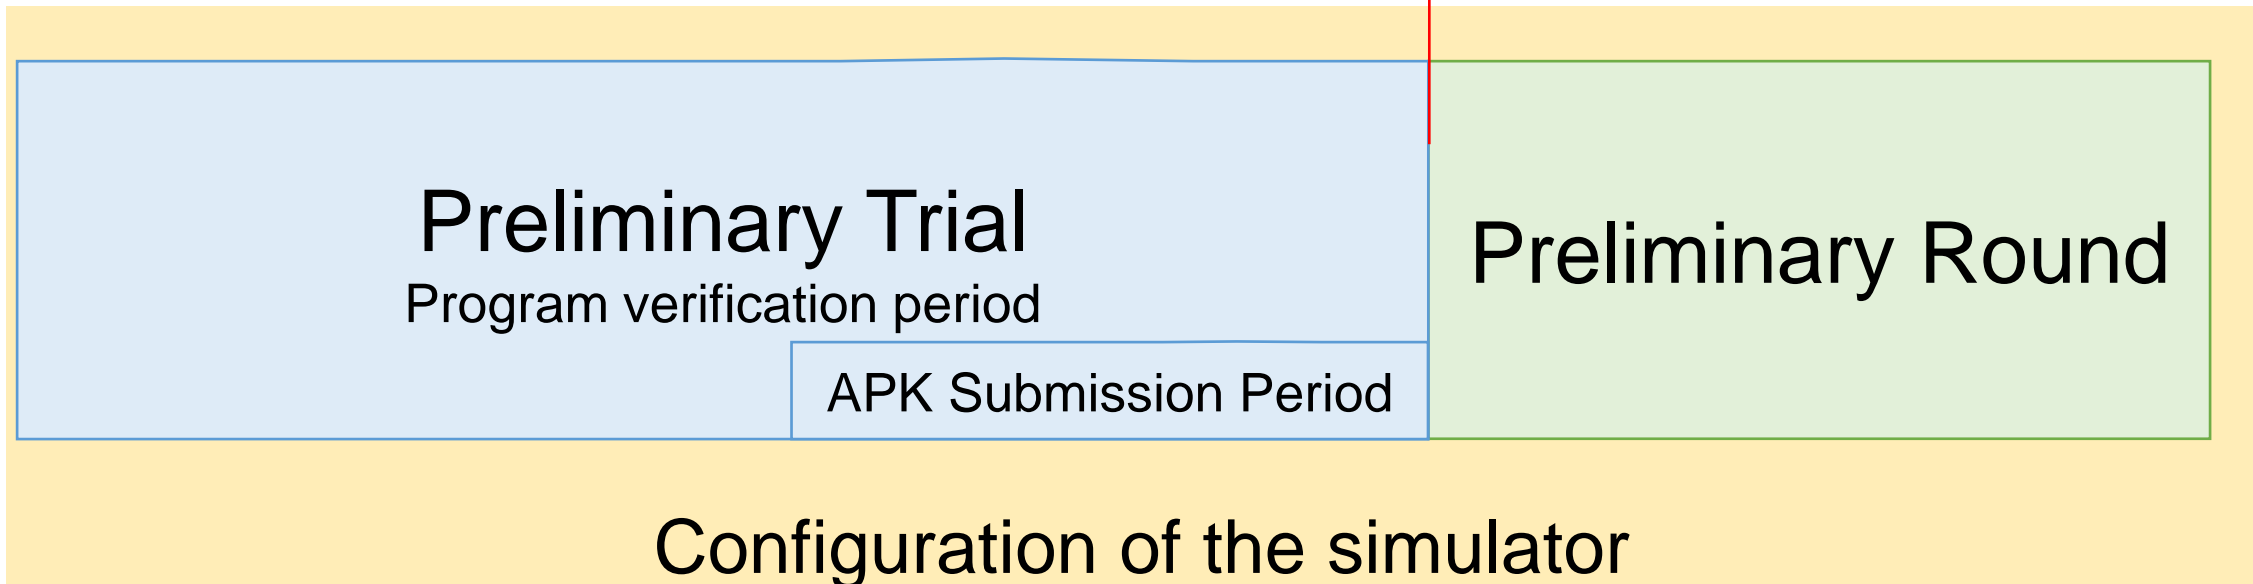 Preliminary Trial
Program verification period
APK Submission Period
Preliminary Round
Configuration of the simulator